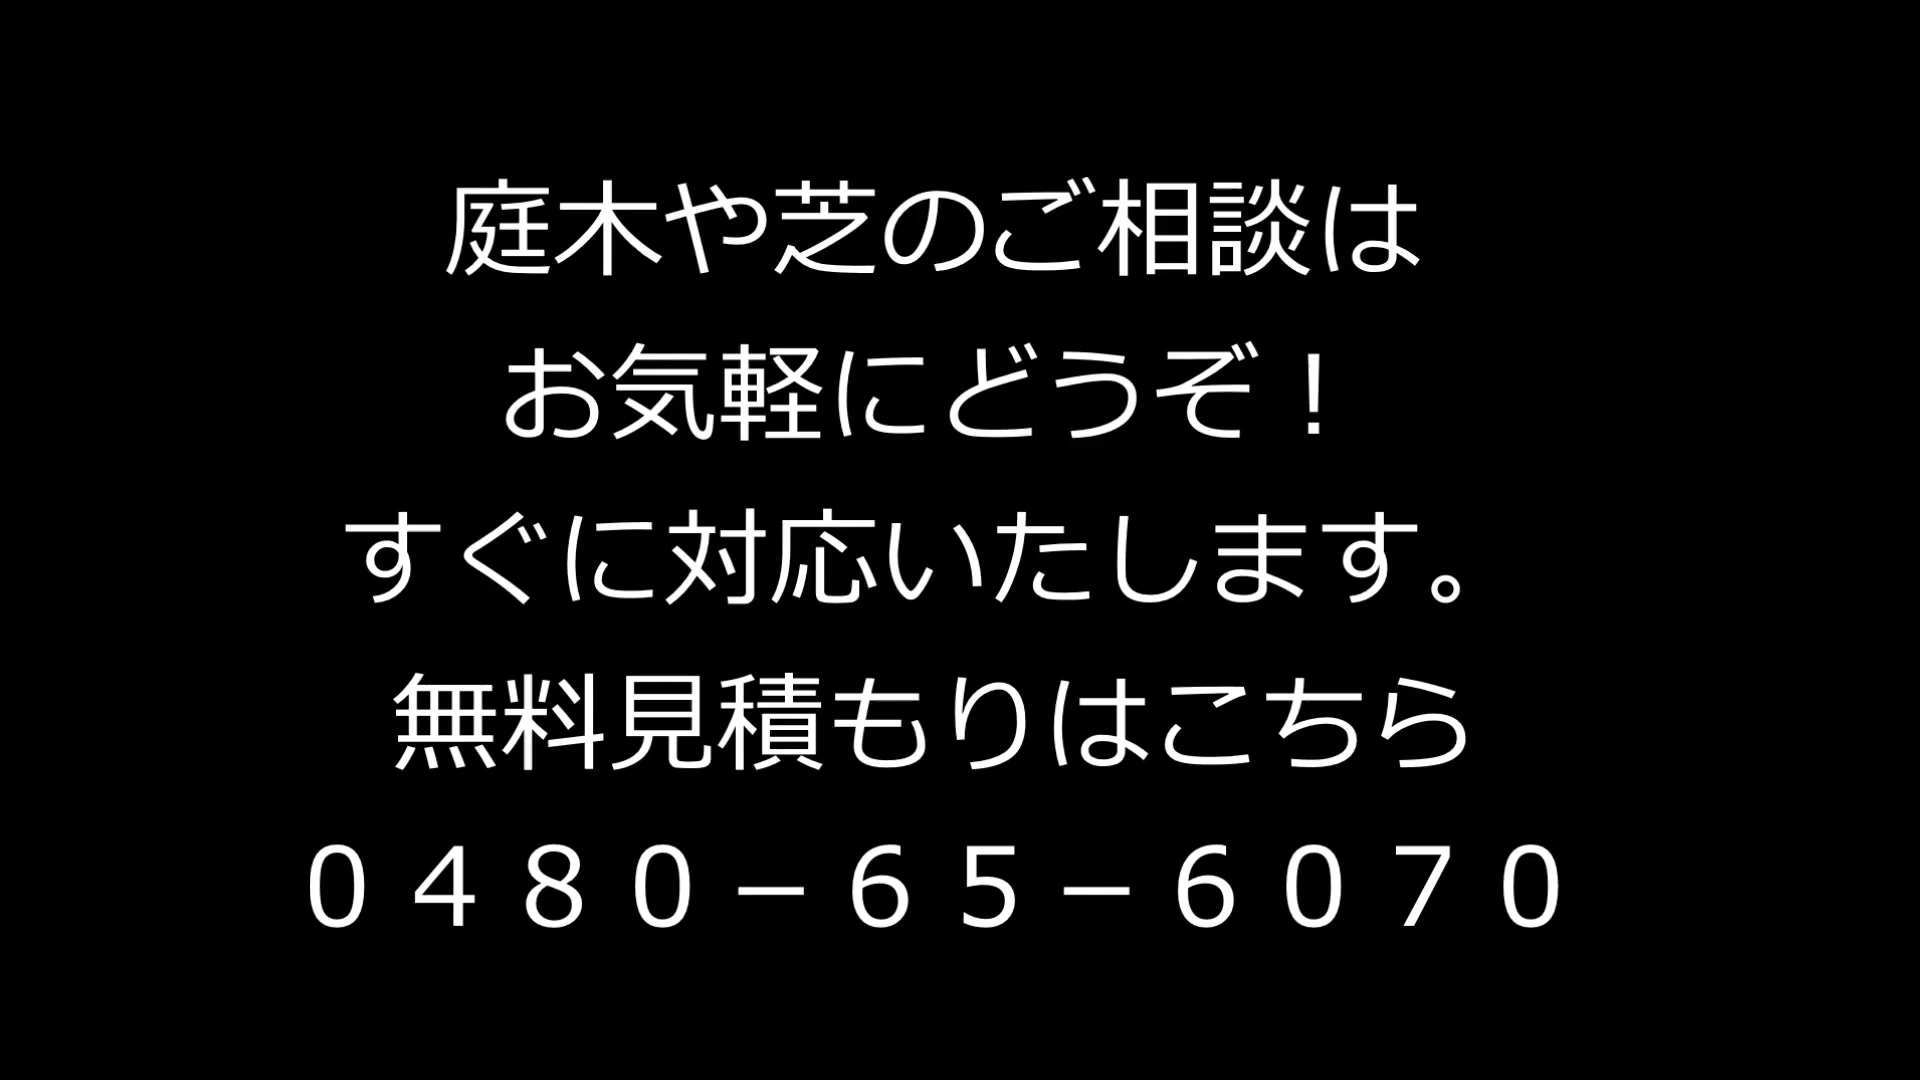 庭木や芝のご相談は
お気軽にどうぞ！
すぐに対応いたします。
無料見積もりはこちら
０４８０－６５－６０７０